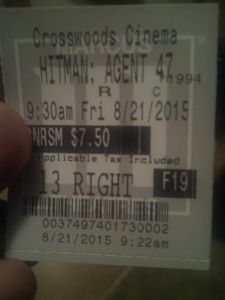 Crosswoods Cinema
HITMAN: AGENT 47
R C 1994
9:30am Fri 8/21/2015
SNRSM $7.50
Applicable Tax Included
13 RIGHT F19
0037497401730002
8/21/2015 9:22am